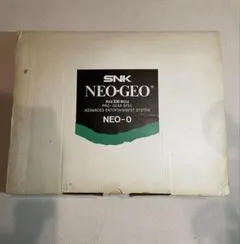 SNK
NEO·GEO®
MAX 330 MEGA
PRO-GEAR SPEC
ADVANCED ENTERTAINMENT SYSTEM
NEO-0